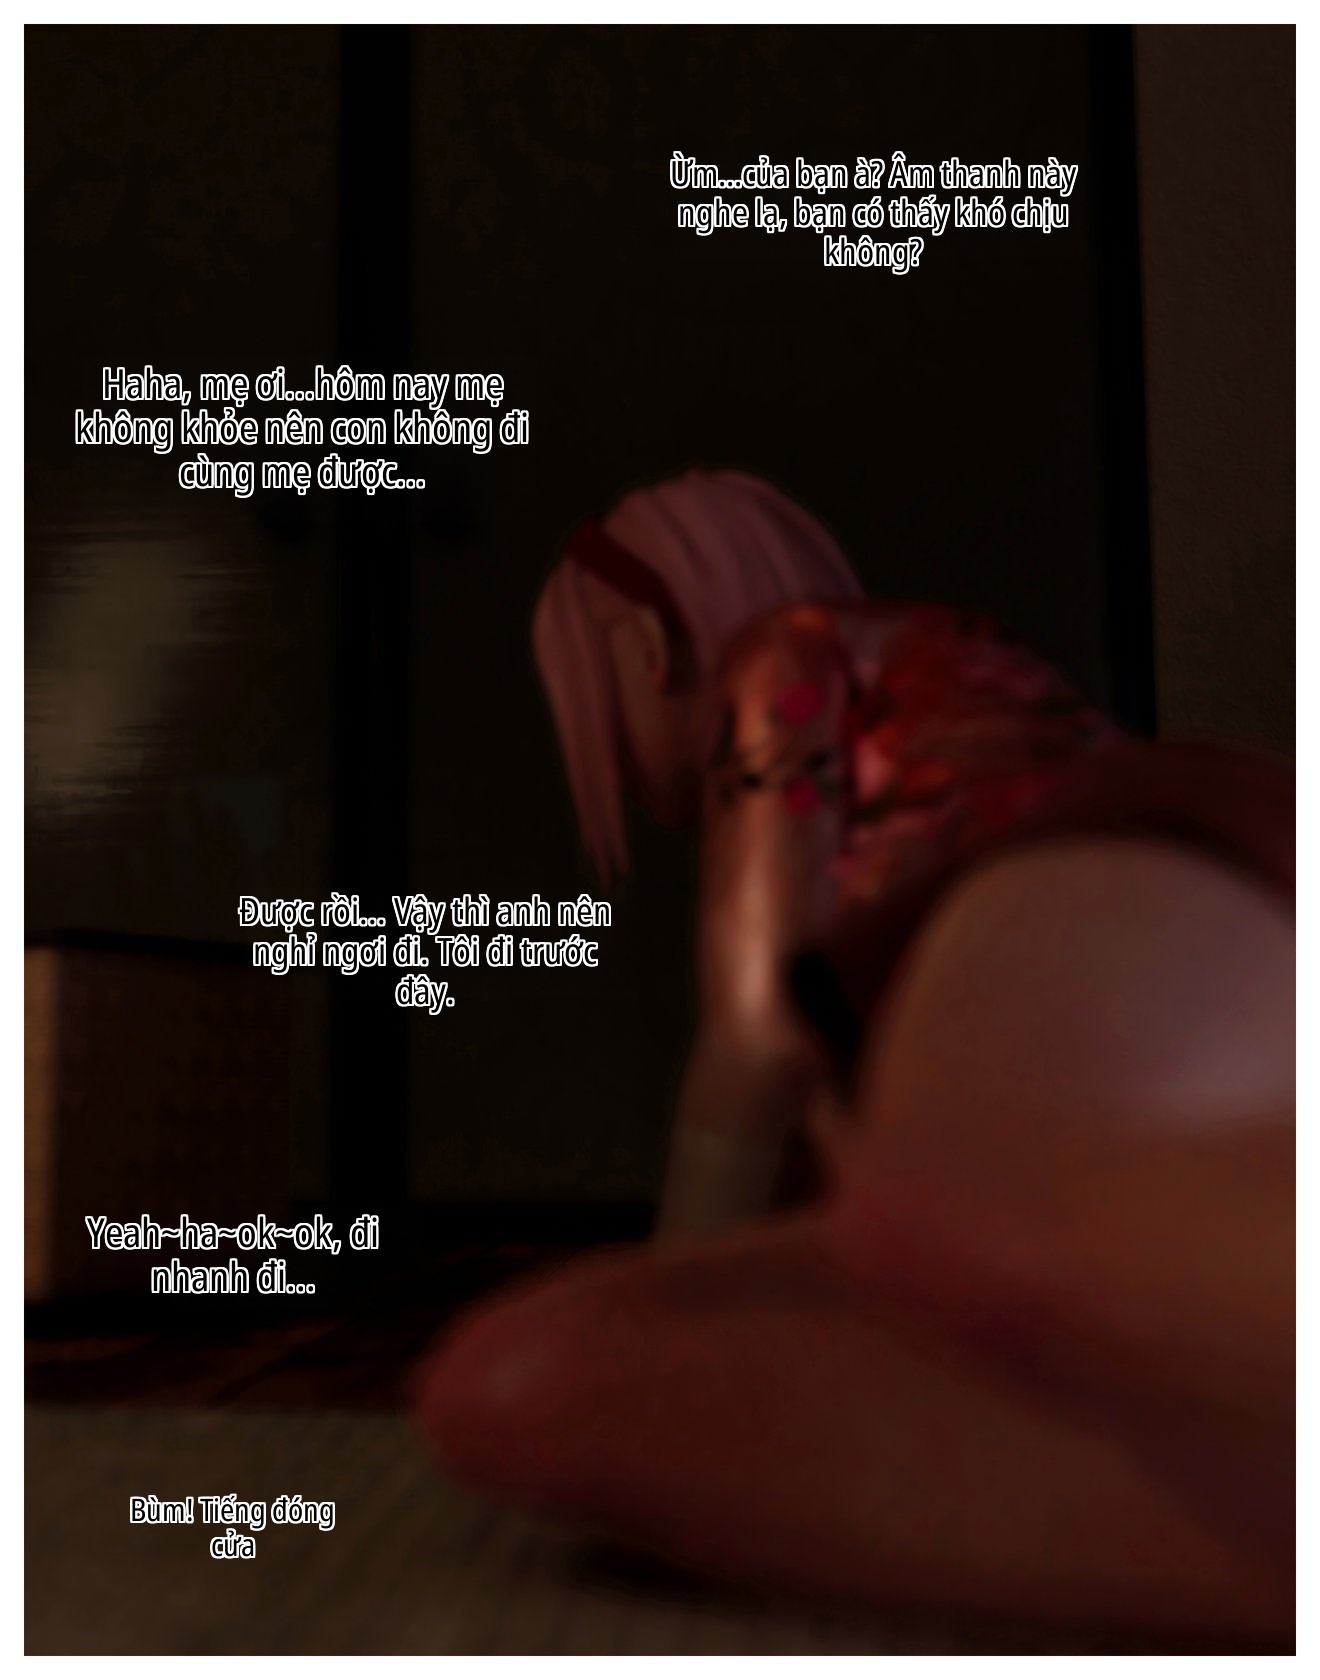 Ừm...của bạn à? Âm thanh này
nghe lạ, bạn có thấy khó chịu
không?
Haha, mẹ ơi...hôm nay mẹ
không khỏe nên con không đi
cùng mẹ được...
Được rồi... Vậy thì anh nên
nghỉ ngơi đi. Tôi đi trước
đây.
Yeah~ha~ok~ok, đi
nhanh đi...
Bùm! Tiếng đóng
cửa